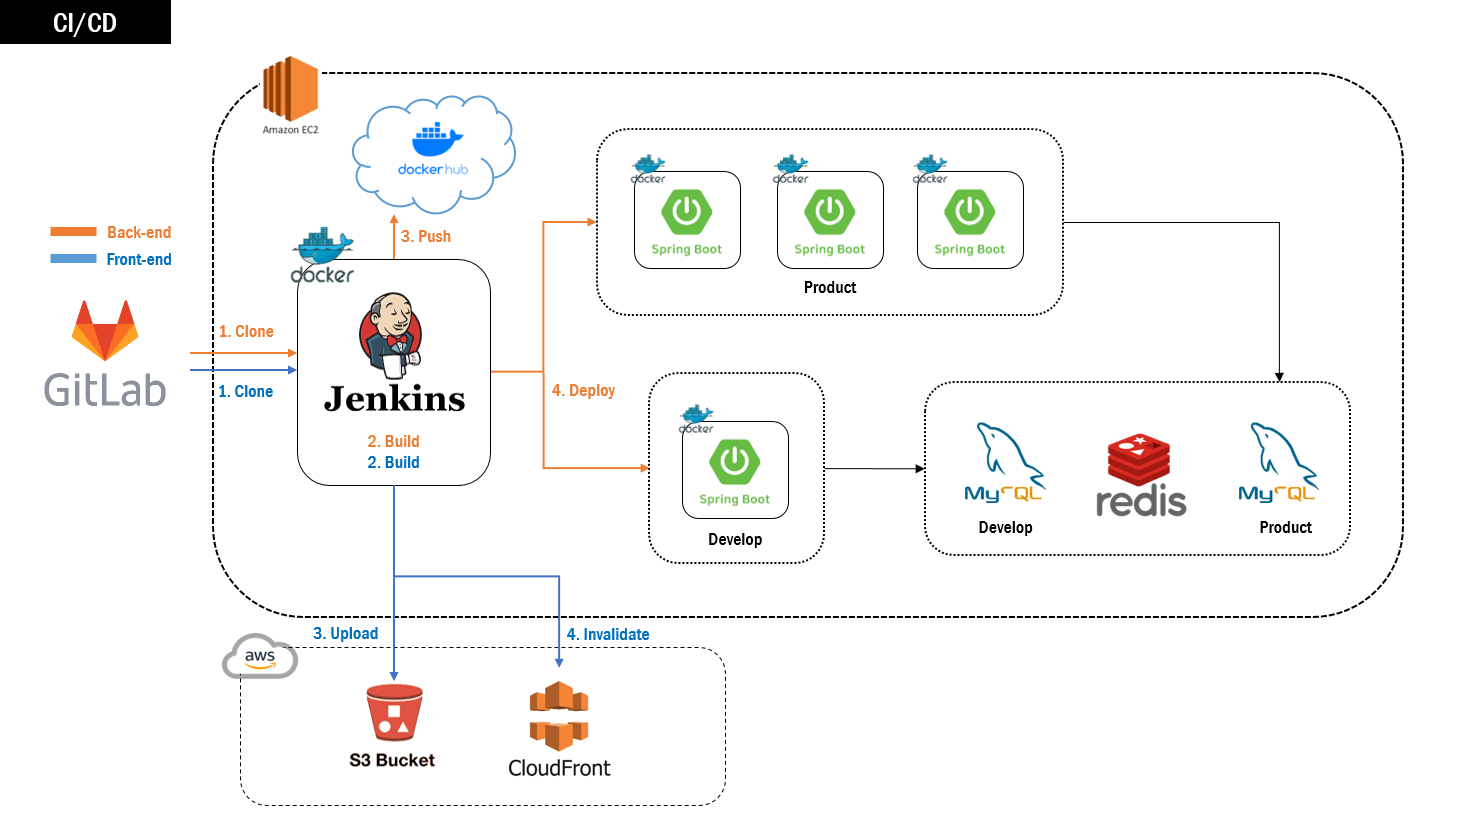 CI/CD
Amazon EC2
dockerhub
Back-end
Front-end
3. Push
docker
GitLab
1. Clone
1. Clone
Jenkins
2. Build
2. Build
docker
Spring Boot
docker
Spring Boot
docker
Spring Boot
Product
4. Deploy
docker
Spring Boot
Develop
MySQL
Develop
redis
MySQL
Product
3. Upload
4. Invalidate
aws
S3 Bucket
CloudFront